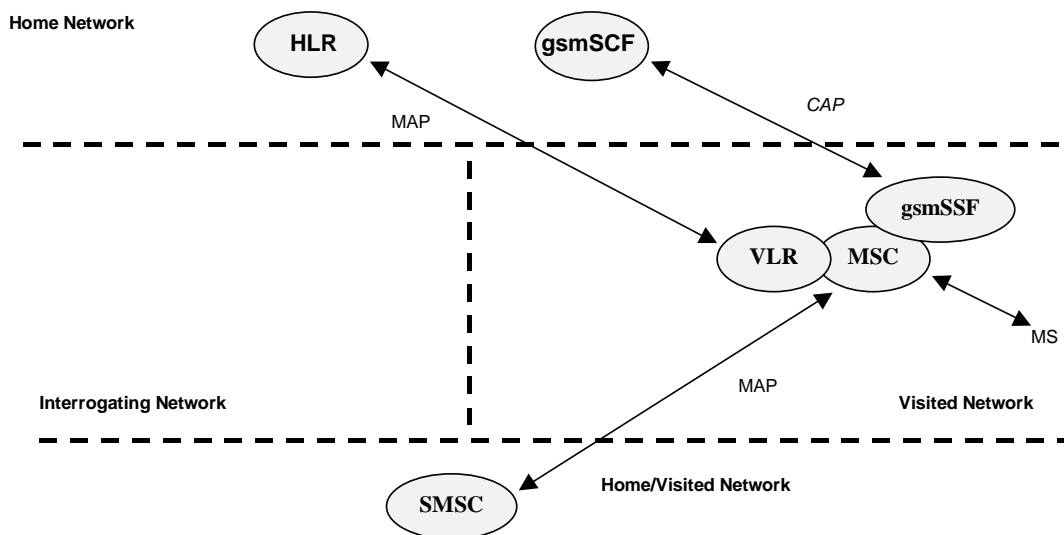 Home Network
HLR
gsmSCF
CAP
MAP
gsmSSF
VLR
MSC
MS
MAP
Interrogating Network
Visited Network
Home/Visited Network
SMSC